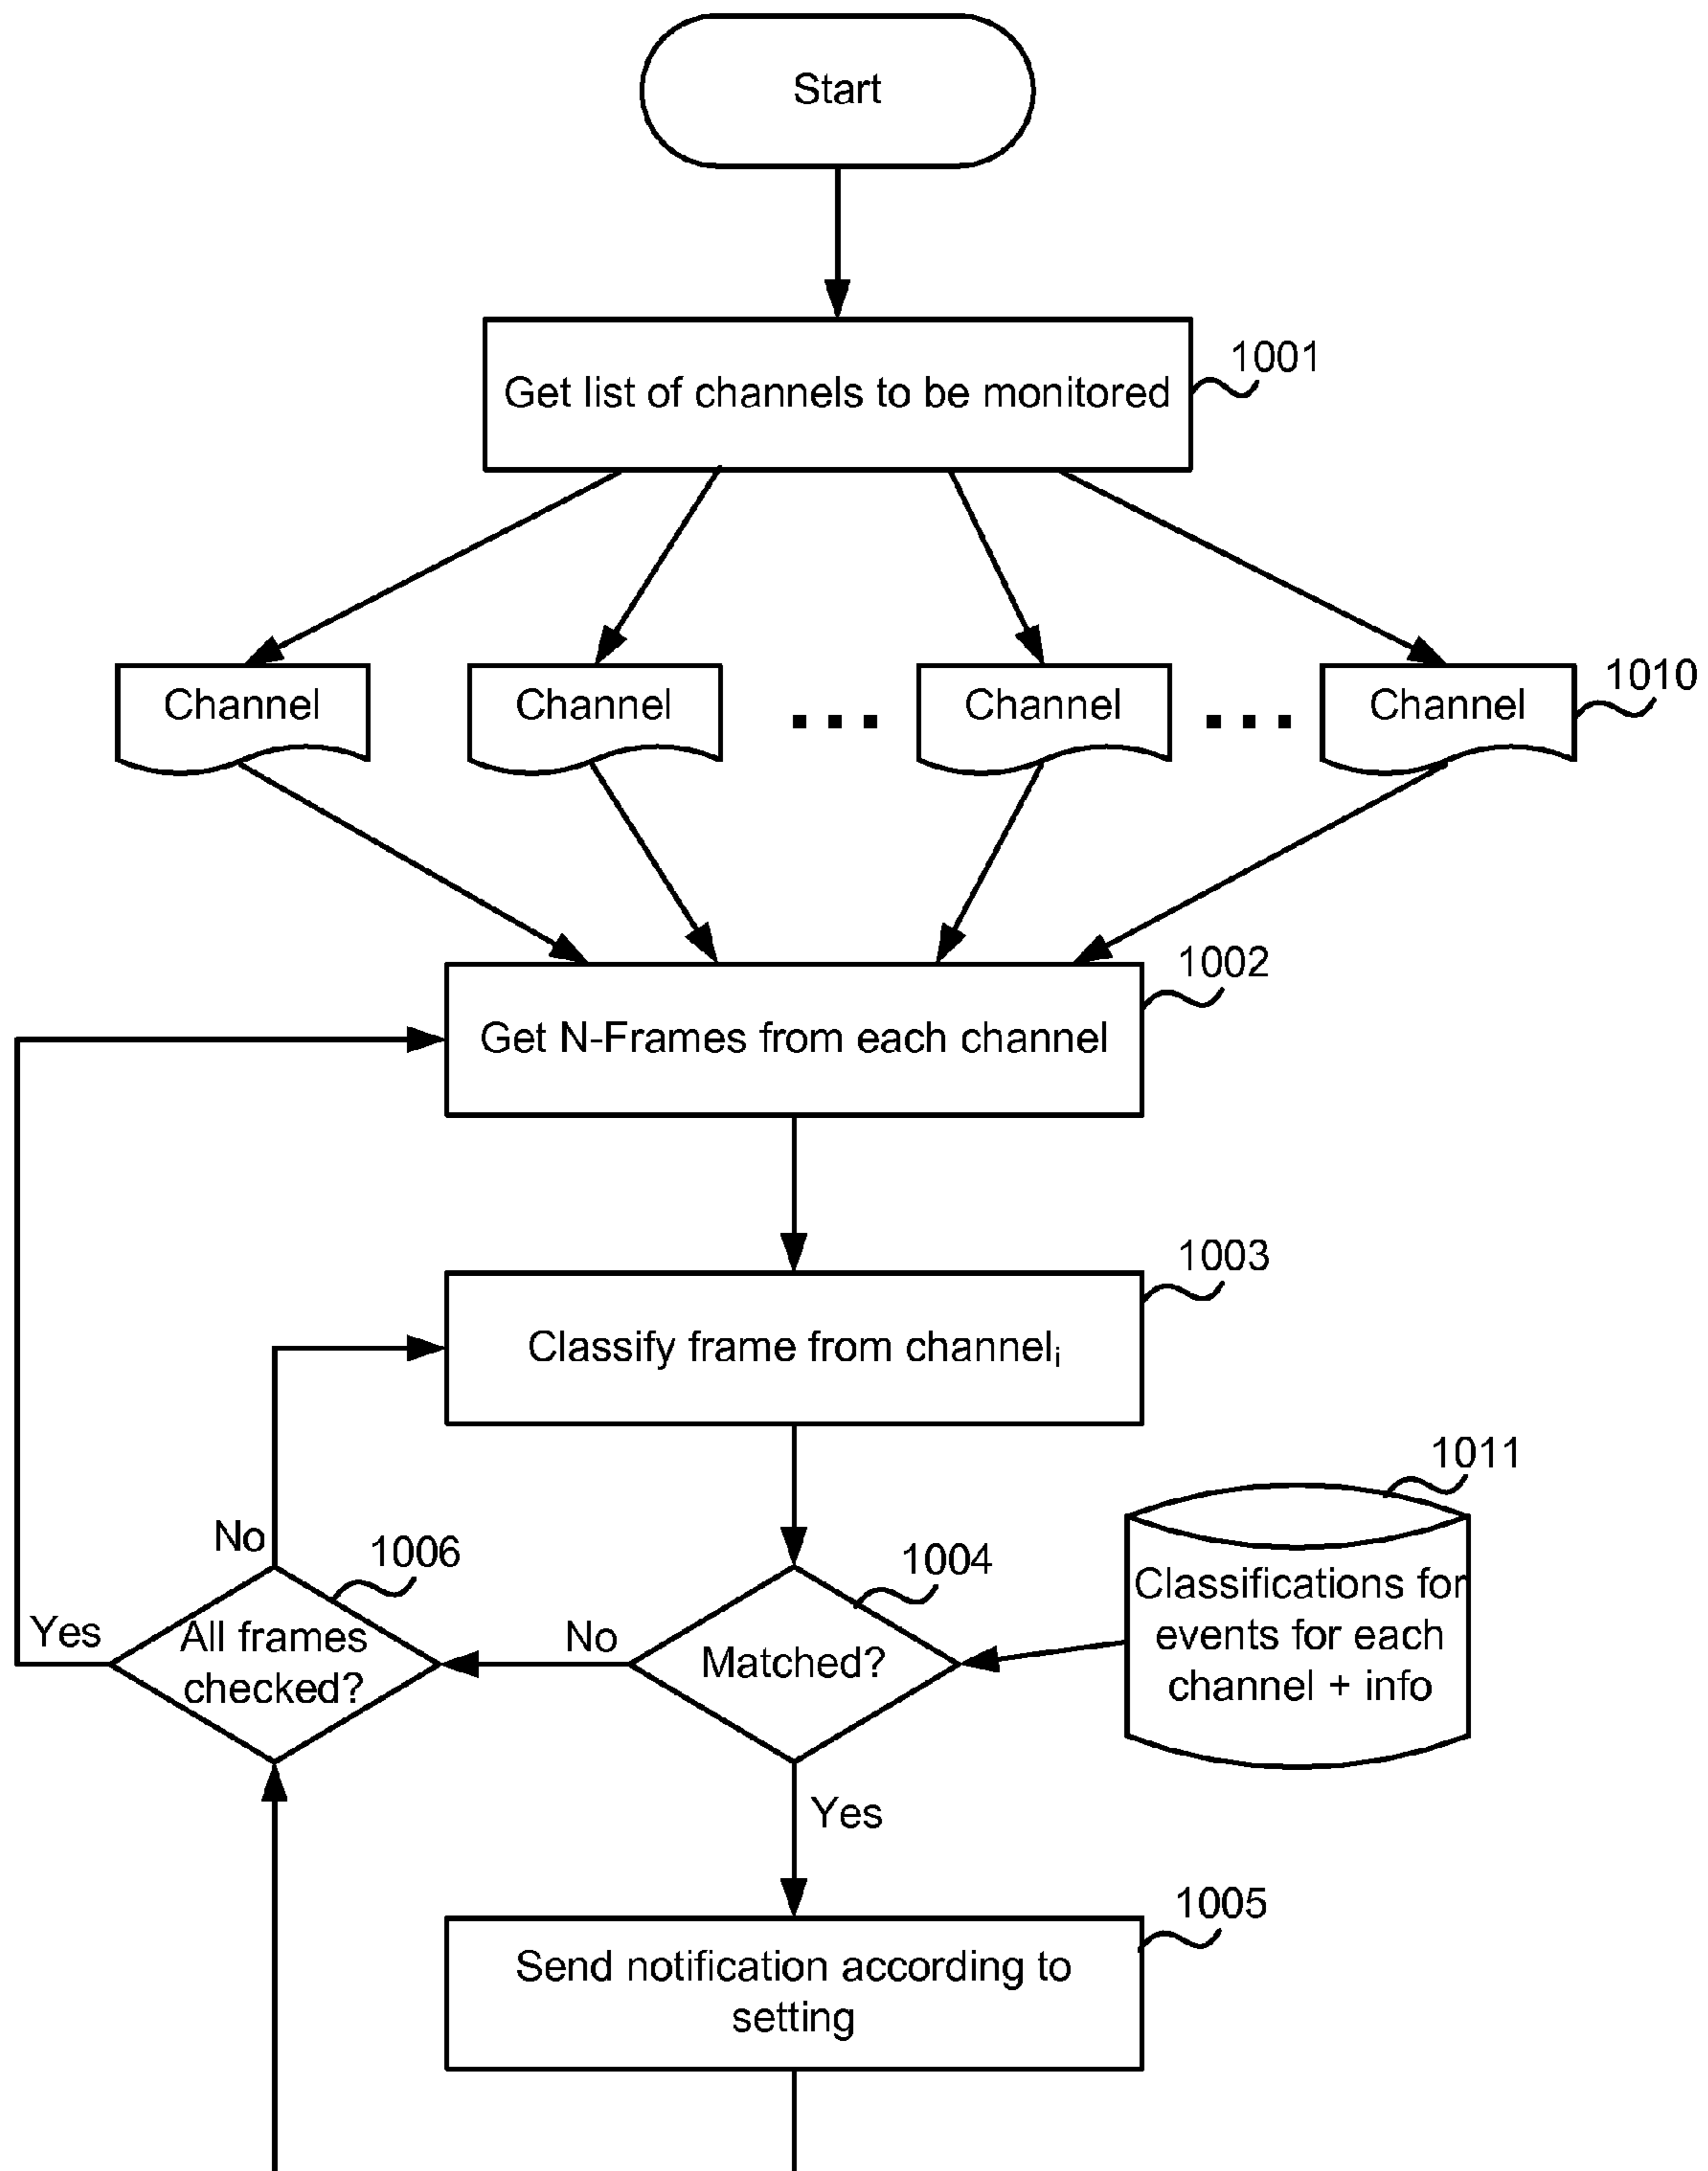 Start
1001
Get list of channels to be monitored
1010
Channel
Channel
Channel
Channel
1002
Get N-Frames from each channel
1003
Classify frame from channelᵢ
1011
No
1006
1004
Classifications for
events for each
channel + info
Yes
All frames
checked?
No
Matched?
Yes
1005
Send notification according to
setting